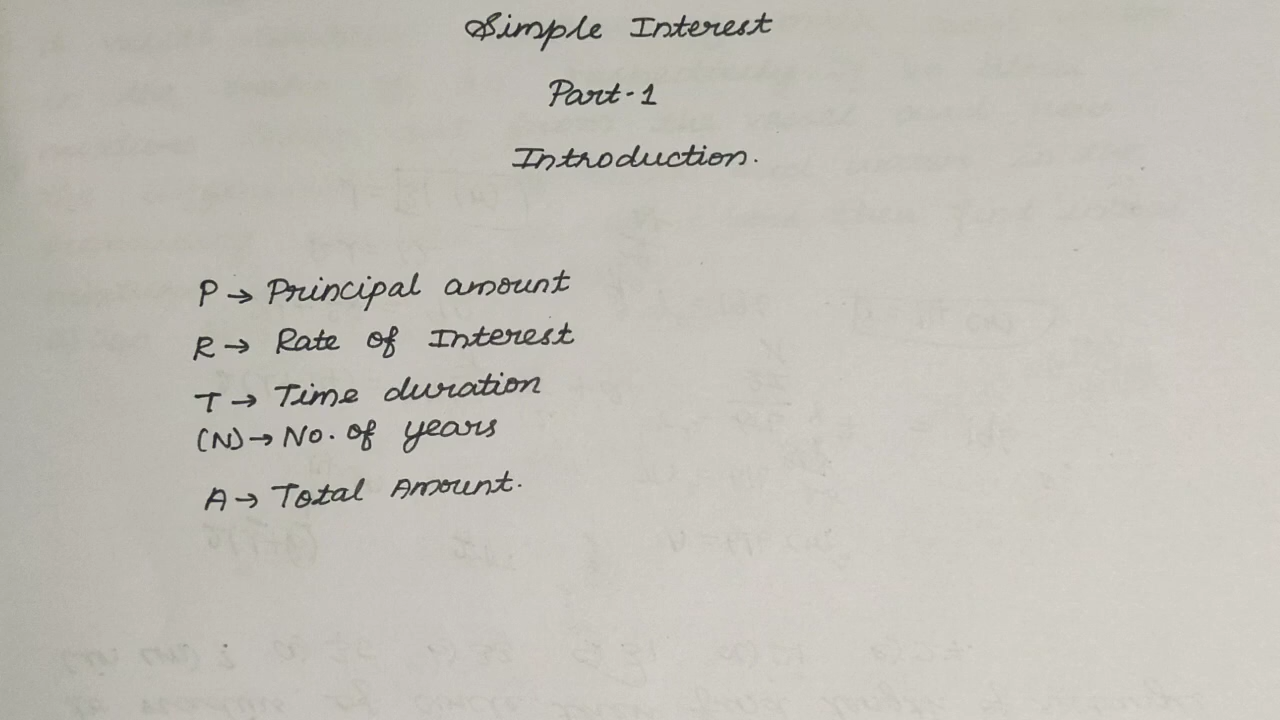 Simple Interest
Part-1
Introduction.
P → Principal amount
R → Rate of Interest
T → Time duration
(N) → No. of years
A → Total Amount.